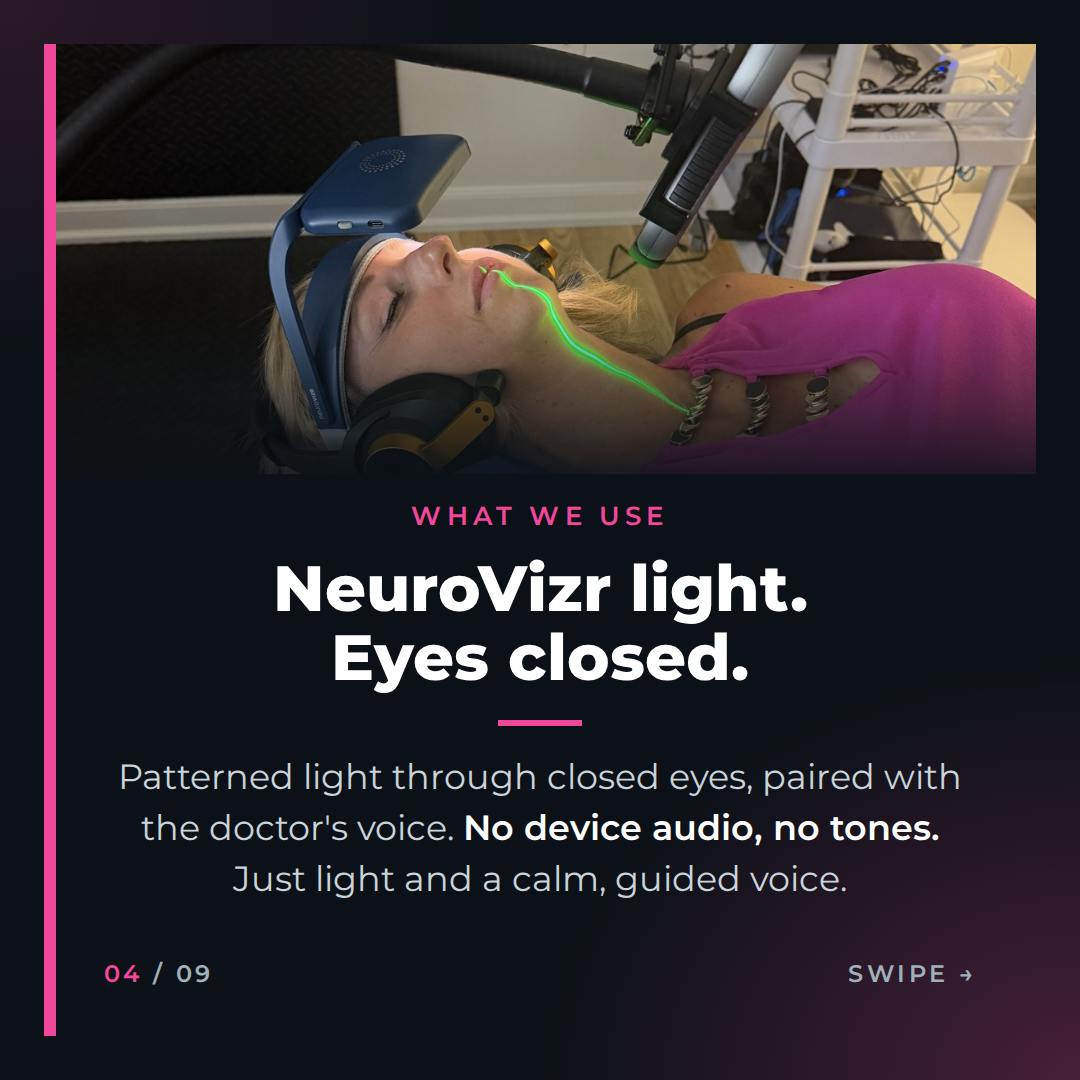 WHAT WE USE
NeuroVizr light.
Eyes closed.
Patterned light through closed eyes, paired with
the doctor's voice. No device audio, no tones.
Just light and a calm, guided voice.
04 / 09
SWIPE →